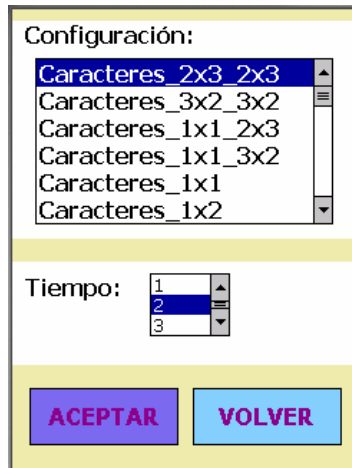 Configuración:
Caracteres_2x3_2x3
Caracteres_3x2_3x2
Caracteres_1x1_2x3
Caracteres_1x1_3x2
Caracteres_1x1
Caracteres_1x2
Tiempo:
1
2
3
ACEPTAR
VOLVER